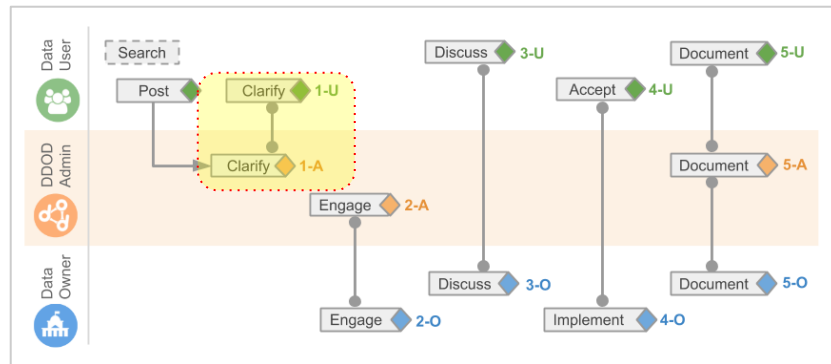 Data
User
Search
Post
Clarify
1-U
Discuss
3-U
Accept
4-U
Document
5-U
DDOD
Admin
Clarify
1-A
Engage
2-A
Document
5-A
Data
Owner
Engage
2-O
Discuss
3-O
Implement
4-O
Document
5-O